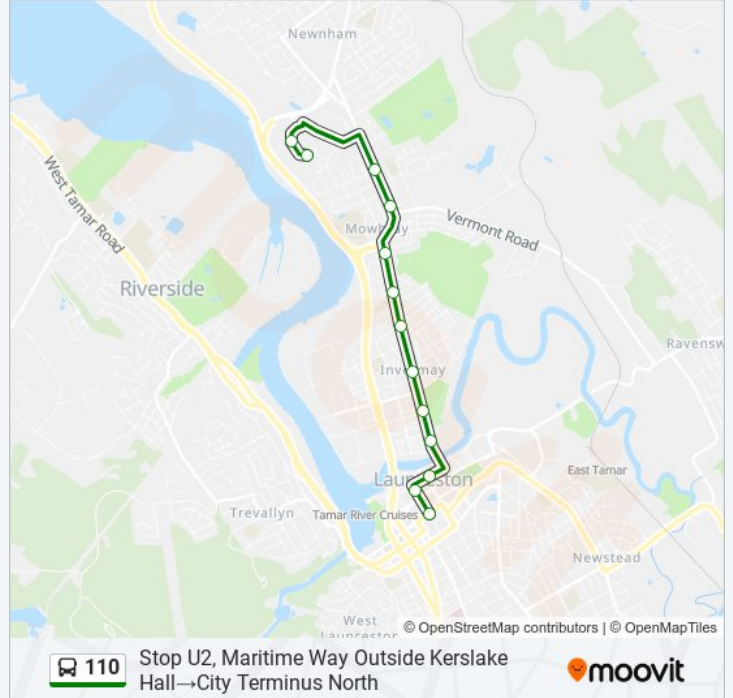 Newnham
West Tamar Road
Mowbray
Vermont Road
Riverside
Ravensw
Invermay
Launceston
East Tamar
Trevallyn
Tamar River Cruises
Newstead
West
Launceston
© OpenStreetMap contributors | © OpenMapTiles
110
Stop U2, Maritime Way Outside Kerslake
Hall→City Terminus North
moovit